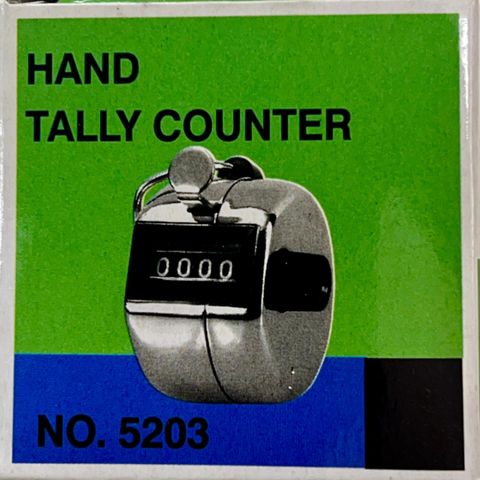 HAND
TALLY COUNTER
0000
NO. 5203